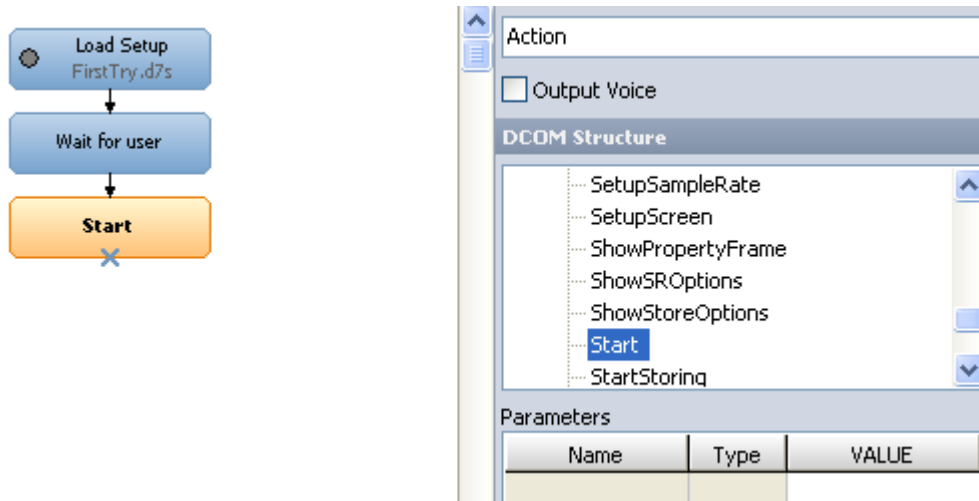 Load Setup
FirstTry.d7s
Wait for user
Start
Action
Output Voice
DCOM Structure
SetupSampleRate
SetupScreen
ShowPropertyFrame
ShowSROptions
ShowStoreOptions
Start
StartStoring
Parameters
Name Type VALUE